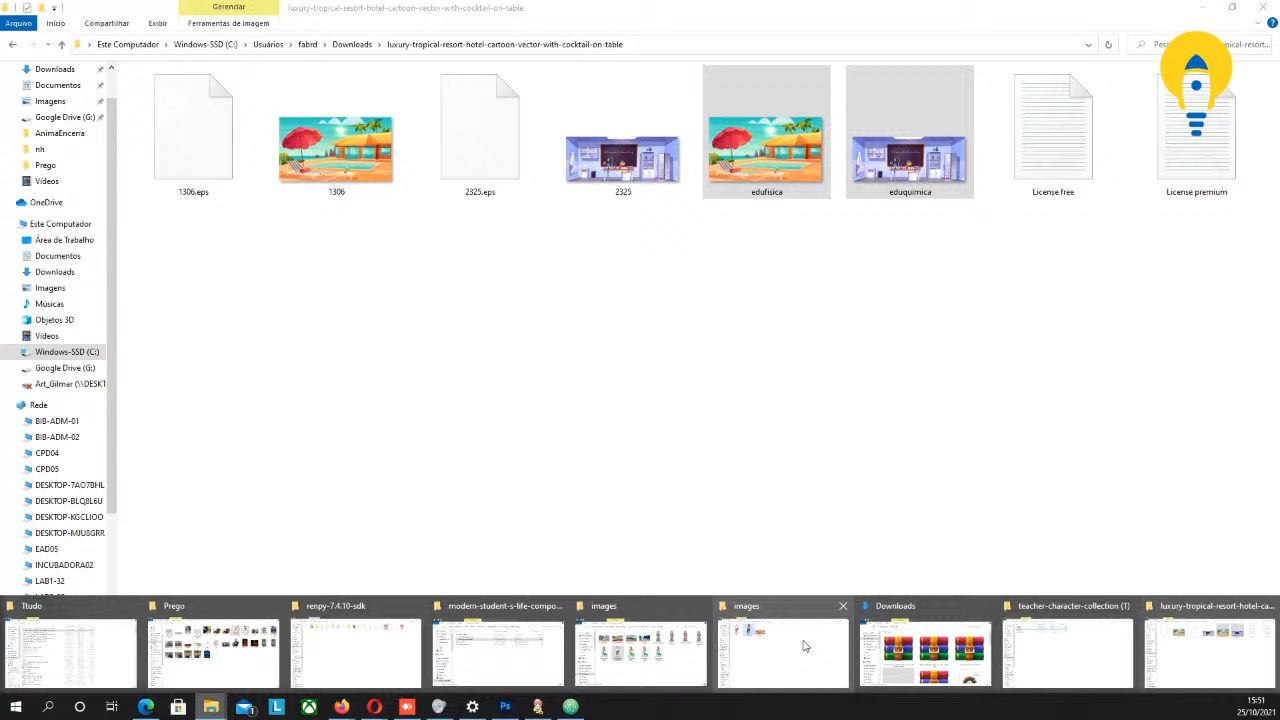 Gerenciar
luxury-tropical-resort-hotel-cartoon-vector-with-cocktail-on-table
Arquivo
Início
Compartilhar
Exibir
Ferramentas de Imagem
Este Computador
Windows-SSD (C:)
Usuários
fabrd
Downloads
luxury-tropical-resort-hotel-cartoon-vector-with-cocktail-on-table
Downloads
Documentos
Imagens
Google Drive (G:)
AnimaEncerra
nh
Prego
Vídeos
OneDrive
Este Computador
Área de Trabalho
Documentos
Downloads
Imagens
Músicas
Objetos 3D
Vídeos
Windows-SSD (C:)
Google Drive (G:)
Art_Gilmar (\\DESKT
Rede
BIB-ADM-01
BIB-ADM-02
CPD04
CPD05
DESKTOP-7AO7BHL
DESKTOP-BLQ8L6U
DESKTOP-KGCLIOO
DESKTOP-MJU8GRR
EAD05
INCUBADORA02
LAB1-32
1306.eps
1306
2325.eps
2325
edufisica
eduquimica
License free
License premium
Ttudo
Prego
renpy-7.4.10-sdk
modern-student-s-life-compo...
images
images
Downloads
teacher-character-collection (1)
luxury-tropical-resort-hotel-ca...
15:51
25/10/2021